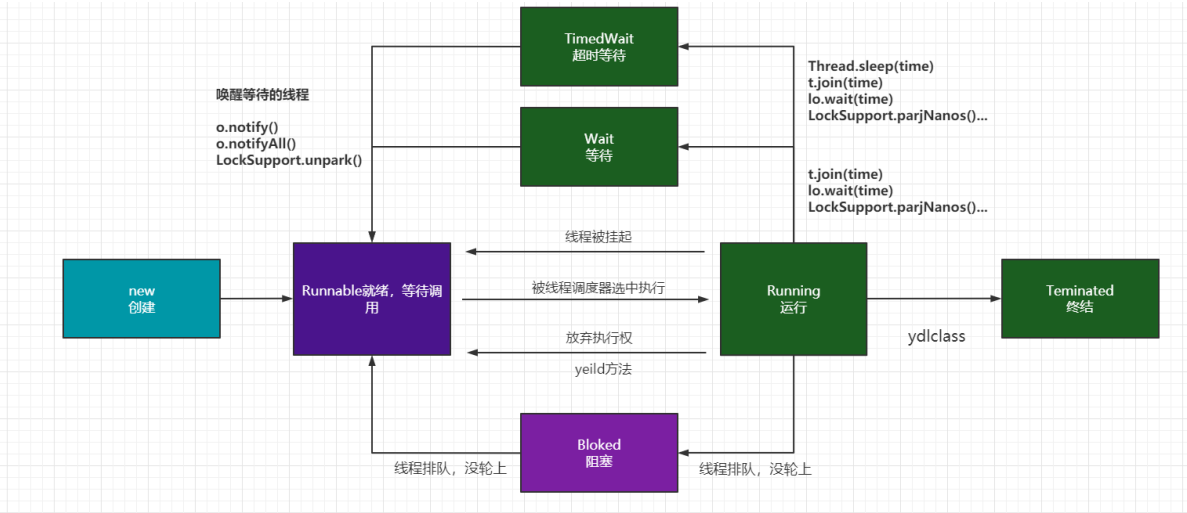 TimedWait
超时等待
Thread.sleep(time)
t.join(time)
lo.wait(time)
LockSupport.parjNanos()...
唤醒等待的线程
o.notify()
o.notifyAll()
LockSupport.unpark()
Wait
等待
t.join(time)
lo.wait(time)
LockSupport.parjNanos()...
线程被挂起
new
创建
Runnable就绪，等待调
用
被线程调度器选中执行
Running
运行
Teminated
终结
放弃执行权
yeild方法
ydlclass
Bloked
阻塞
线程排队，没轮上
线程排队，没轮上